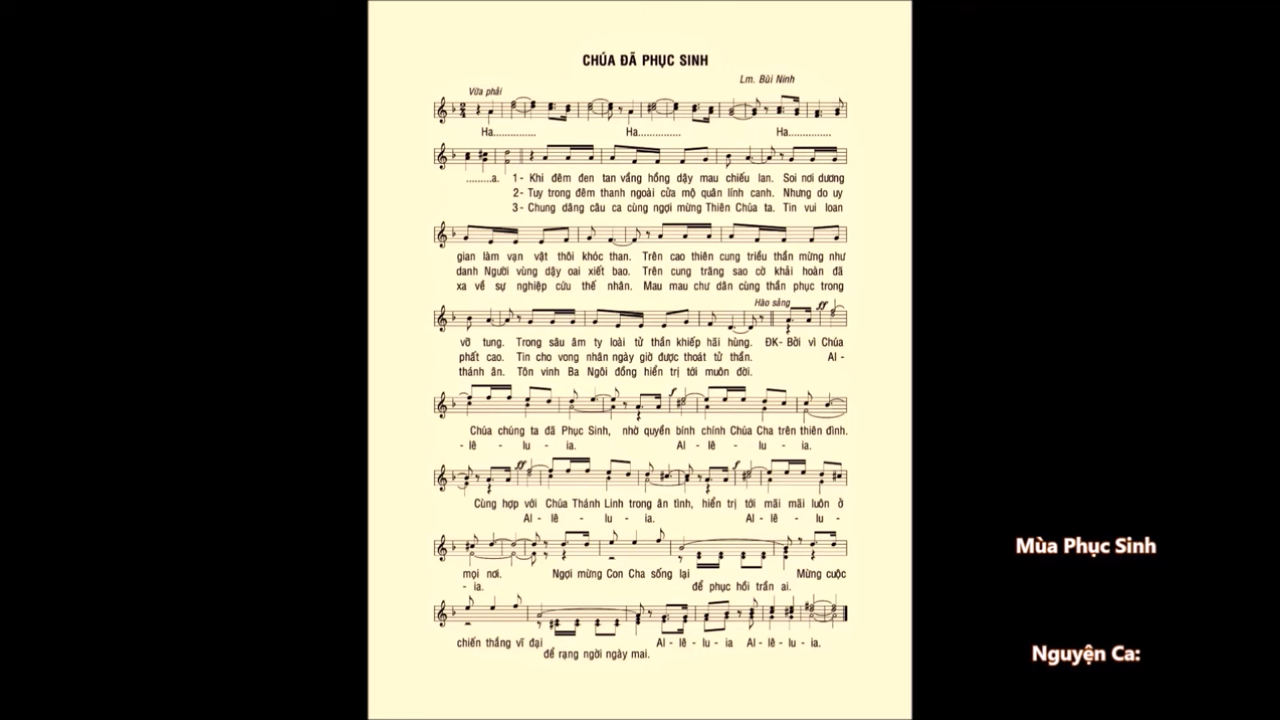 CHÚA ĐÃ PHỤC SINH
Lm. Bùi Ninh
Vừa phải
Ha.............. Ha.............. Ha..............
.........a. 1- Khi đêm đen tan vầng hồng dậy mau chiếu lan. Soi nơi dương
2- Tuy trong đêm thanh ngoài cửa mộ quân lính canh. Nhưng do uy
3- Chung dâng câu ca cùng ngợi mừng Thiên Chúa ta. Tin vui loan
gian làm vạn vật thôi khóc than. Trên cao thiên cung triều thần mừng như
danh Người vùng dậy oai xiết bao. Trên cung trăng sao cờ khải hoàn đã
xa về sự nghiệp cứu thế nhân. Mau mau chư dân cùng thần phục trong
Hào sảng ff
vỡ tung. Trong sâu âm ty loài tử thần khiếp hãi hùng. ĐK- Bởi vì Chúa
phất cao. Tin cho vong nhân ngày giờ được thoát tử thần. Al -
thánh ân. Tôn vinh Ba Ngôi đồng hiển trị tới muôn đời.
f
Chúa chúng ta đã Phục Sinh, nhờ quyền bính chính Chúa Cha trên thiên đình.
- lê - lu - ia. Al - lê - lu - ia.
ff f
Cùng hợp với Chúa Thánh Linh trong ân tình, hiển trị tới mãi mãi luôn ở
Al - lê - lu - ia. Al - lê - lu -
mọi nơi. Ngợi mừng Con Cha sống lại Mừng cuộc
- ia. để phục hồi trần ai.
chiến thắng vĩ đại Al - lê - lu - ia Al - lê - lu - ia.
để rạng ngời ngày mai.
Mùa Phục Sinh
Nguyện Ca: